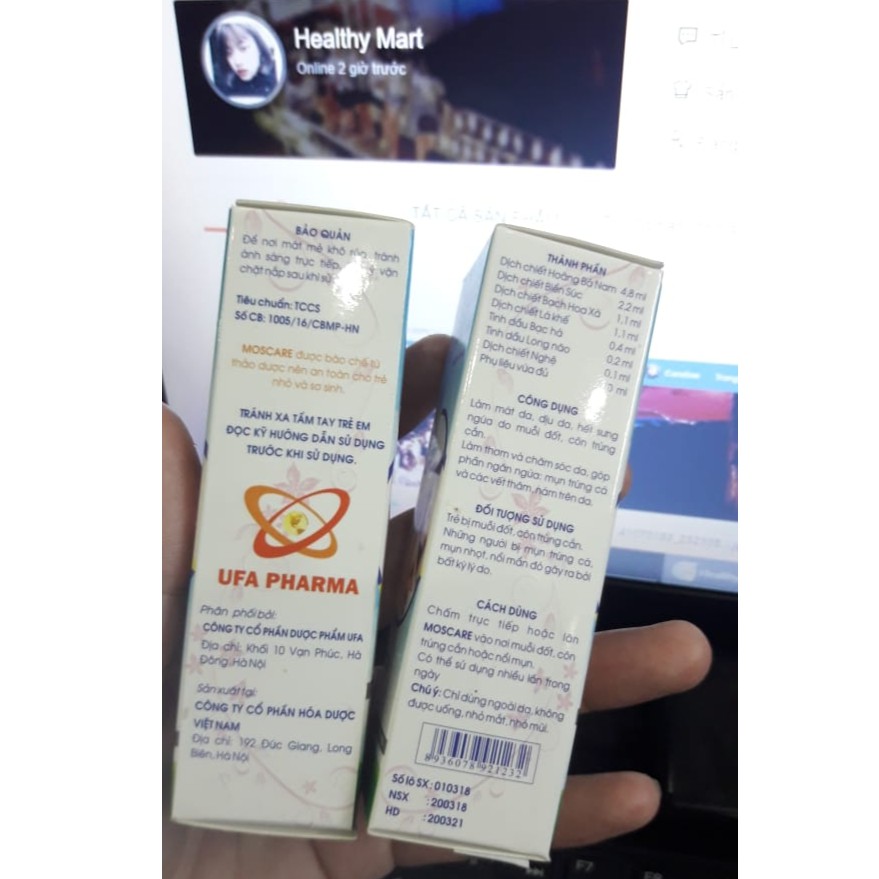 Healthy Mart
Online 2 giờ trước
BẢO QUẢN
Để nơi mát mẻ khô ráo, tránh
ánh sáng trực tiếp, vặn
chặt nắp sau khi sử
Tiêu chuẩn: TCCS
Số CB: 1005/16/CBMP-HN
MOSCARE được bào chế từ
thảo dược nên an toàn cho trẻ
nhỏ và sơ sinh.
TRÁNH XA TẦM TAY TRẺ EM
ĐỌC KỸ HƯỚNG DẪN SỬ DỤNG
TRƯỚC KHI SỬ DỤNG.
UFA PHARMA
Phân phối bởi:
CÔNG TY CỔ PHẦN DƯỢC PHẨM UFA
Địa chỉ: Khối 10 Vạn Phúc, Hà
Đông, Hà Nội
Sản xuất tại:
CÔNG TY CỔ PHẦN HÓA DƯỢC
VIỆT NAM
Địa chỉ: 192 Đức Giang, Long
Biên, Hà Nội
THÀNH PHẦN
Dịch chiết Hoàng Bá Nam 4,8 ml
Dịch chiết Biển Súc 2,2 ml
Dịch chiết Bạch Hoa Xà 1,1 ml
Dịch chiết Lá khế 1,1 ml
Tinh dầu Bạc hà 0,4 ml
Tinh dầu Long não 0,2 ml
Dịch chiết Nghệ 0,1 ml
Phụ liệu vừa đủ ml
CÔNG DỤNG
Làm mát da, dịu da, hết sưng
ngứa do muỗi đốt, côn trùng
cắn.
Làm thơm và chăm sóc da, góp
phần ngăn ngừa: mụn trứng cá
và các vết thâm, nám trên da.
ĐỐI TƯỢNG SỬ DỤNG
Trẻ bị muỗi đốt, côn trùng cắn.
Những người bị mụn trứng cá,
mụn nhọt, nổi mẩn đỏ gây ra bởi
bất kỳ lý do.
CÁCH DÙNG
Chấm trực tiếp hoặc lăn
MOSCARE vào nơi muỗi đốt, côn
trùng cắn hoặc nổi mụn.
Có thể sử dụng nhiều lần trong
ngày
Chú ý: Chỉ dùng ngoài da, không
được uống, nhỏ mắt, nhỏ mũi.
8936078921232
Số lô SX: 010318
NSX : 200318
HD : 200321
F7